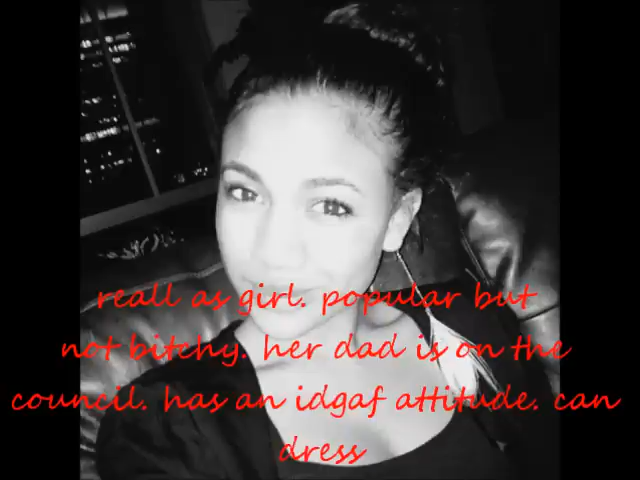 reall as girl. popular but
not bitchy. her dad is on the
council. has an idgaf attitude. can
dress